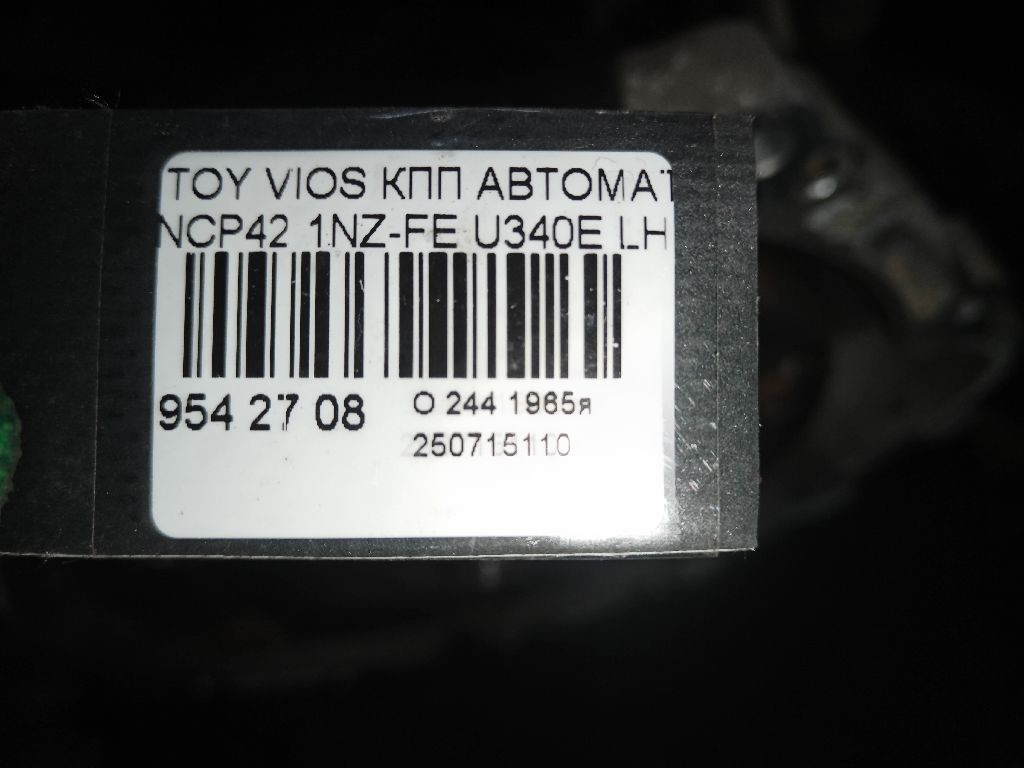 TOY VIOS КПП АВТОМАТ
NCP42 1NZ-FE U340E LH
954 27 08
О 244 1965я
250715110